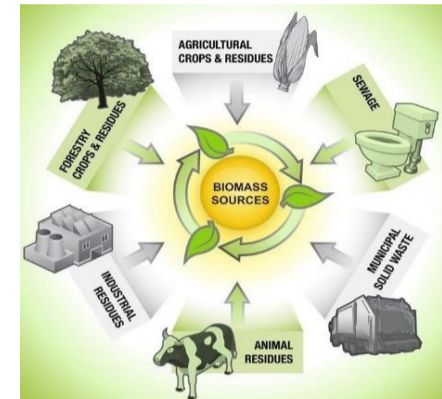 AGRICULTURAL
CROPS & RESIDUES
SEWAGE
MUNICIPAL
SOLID WASTE
ANIMAL
RESIDUES
INDUSTRIAL
RESIDUES
FORESTRY
CROPS & RESIDUES
BIOMASS
SOURCES